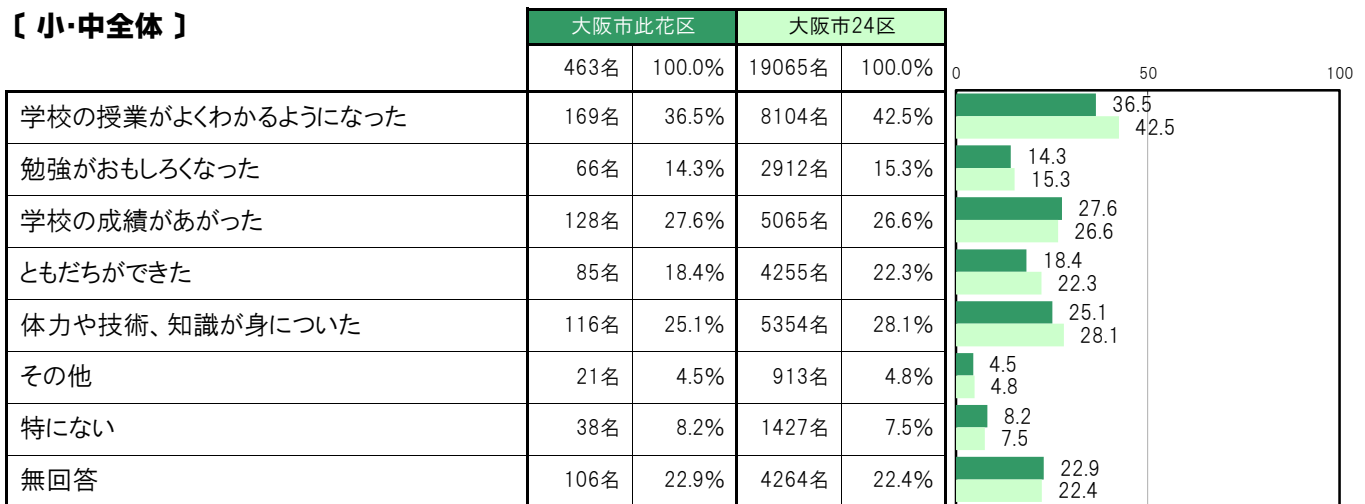 〔 小・中全体 〕
大阪市此花区 大阪市24区
463名 100.0% 19065名 100.0%
0 50 100
学校の授業がよくわかるようになった 169名 36.5% 8104名 42.5%
36.5
42.5
勉強がおもしろくなった 66名 14.3% 2912名 15.3%
14.3
15.3
学校の成績があがった 128名 27.6% 5065名 26.6%
27.6
26.6
ともだちができた 85名 18.4% 4255名 22.3%
18.4
22.3
体力や技術、知識が身についた 116名 25.1% 5354名 28.1%
25.1
28.1
その他 21名 4.5% 913名 4.8%
4.5
4.8
特にない 38名 8.2% 1427名 7.5%
8.2
7.5
無回答 106名 22.9% 4264名 22.4%
22.9
22.4